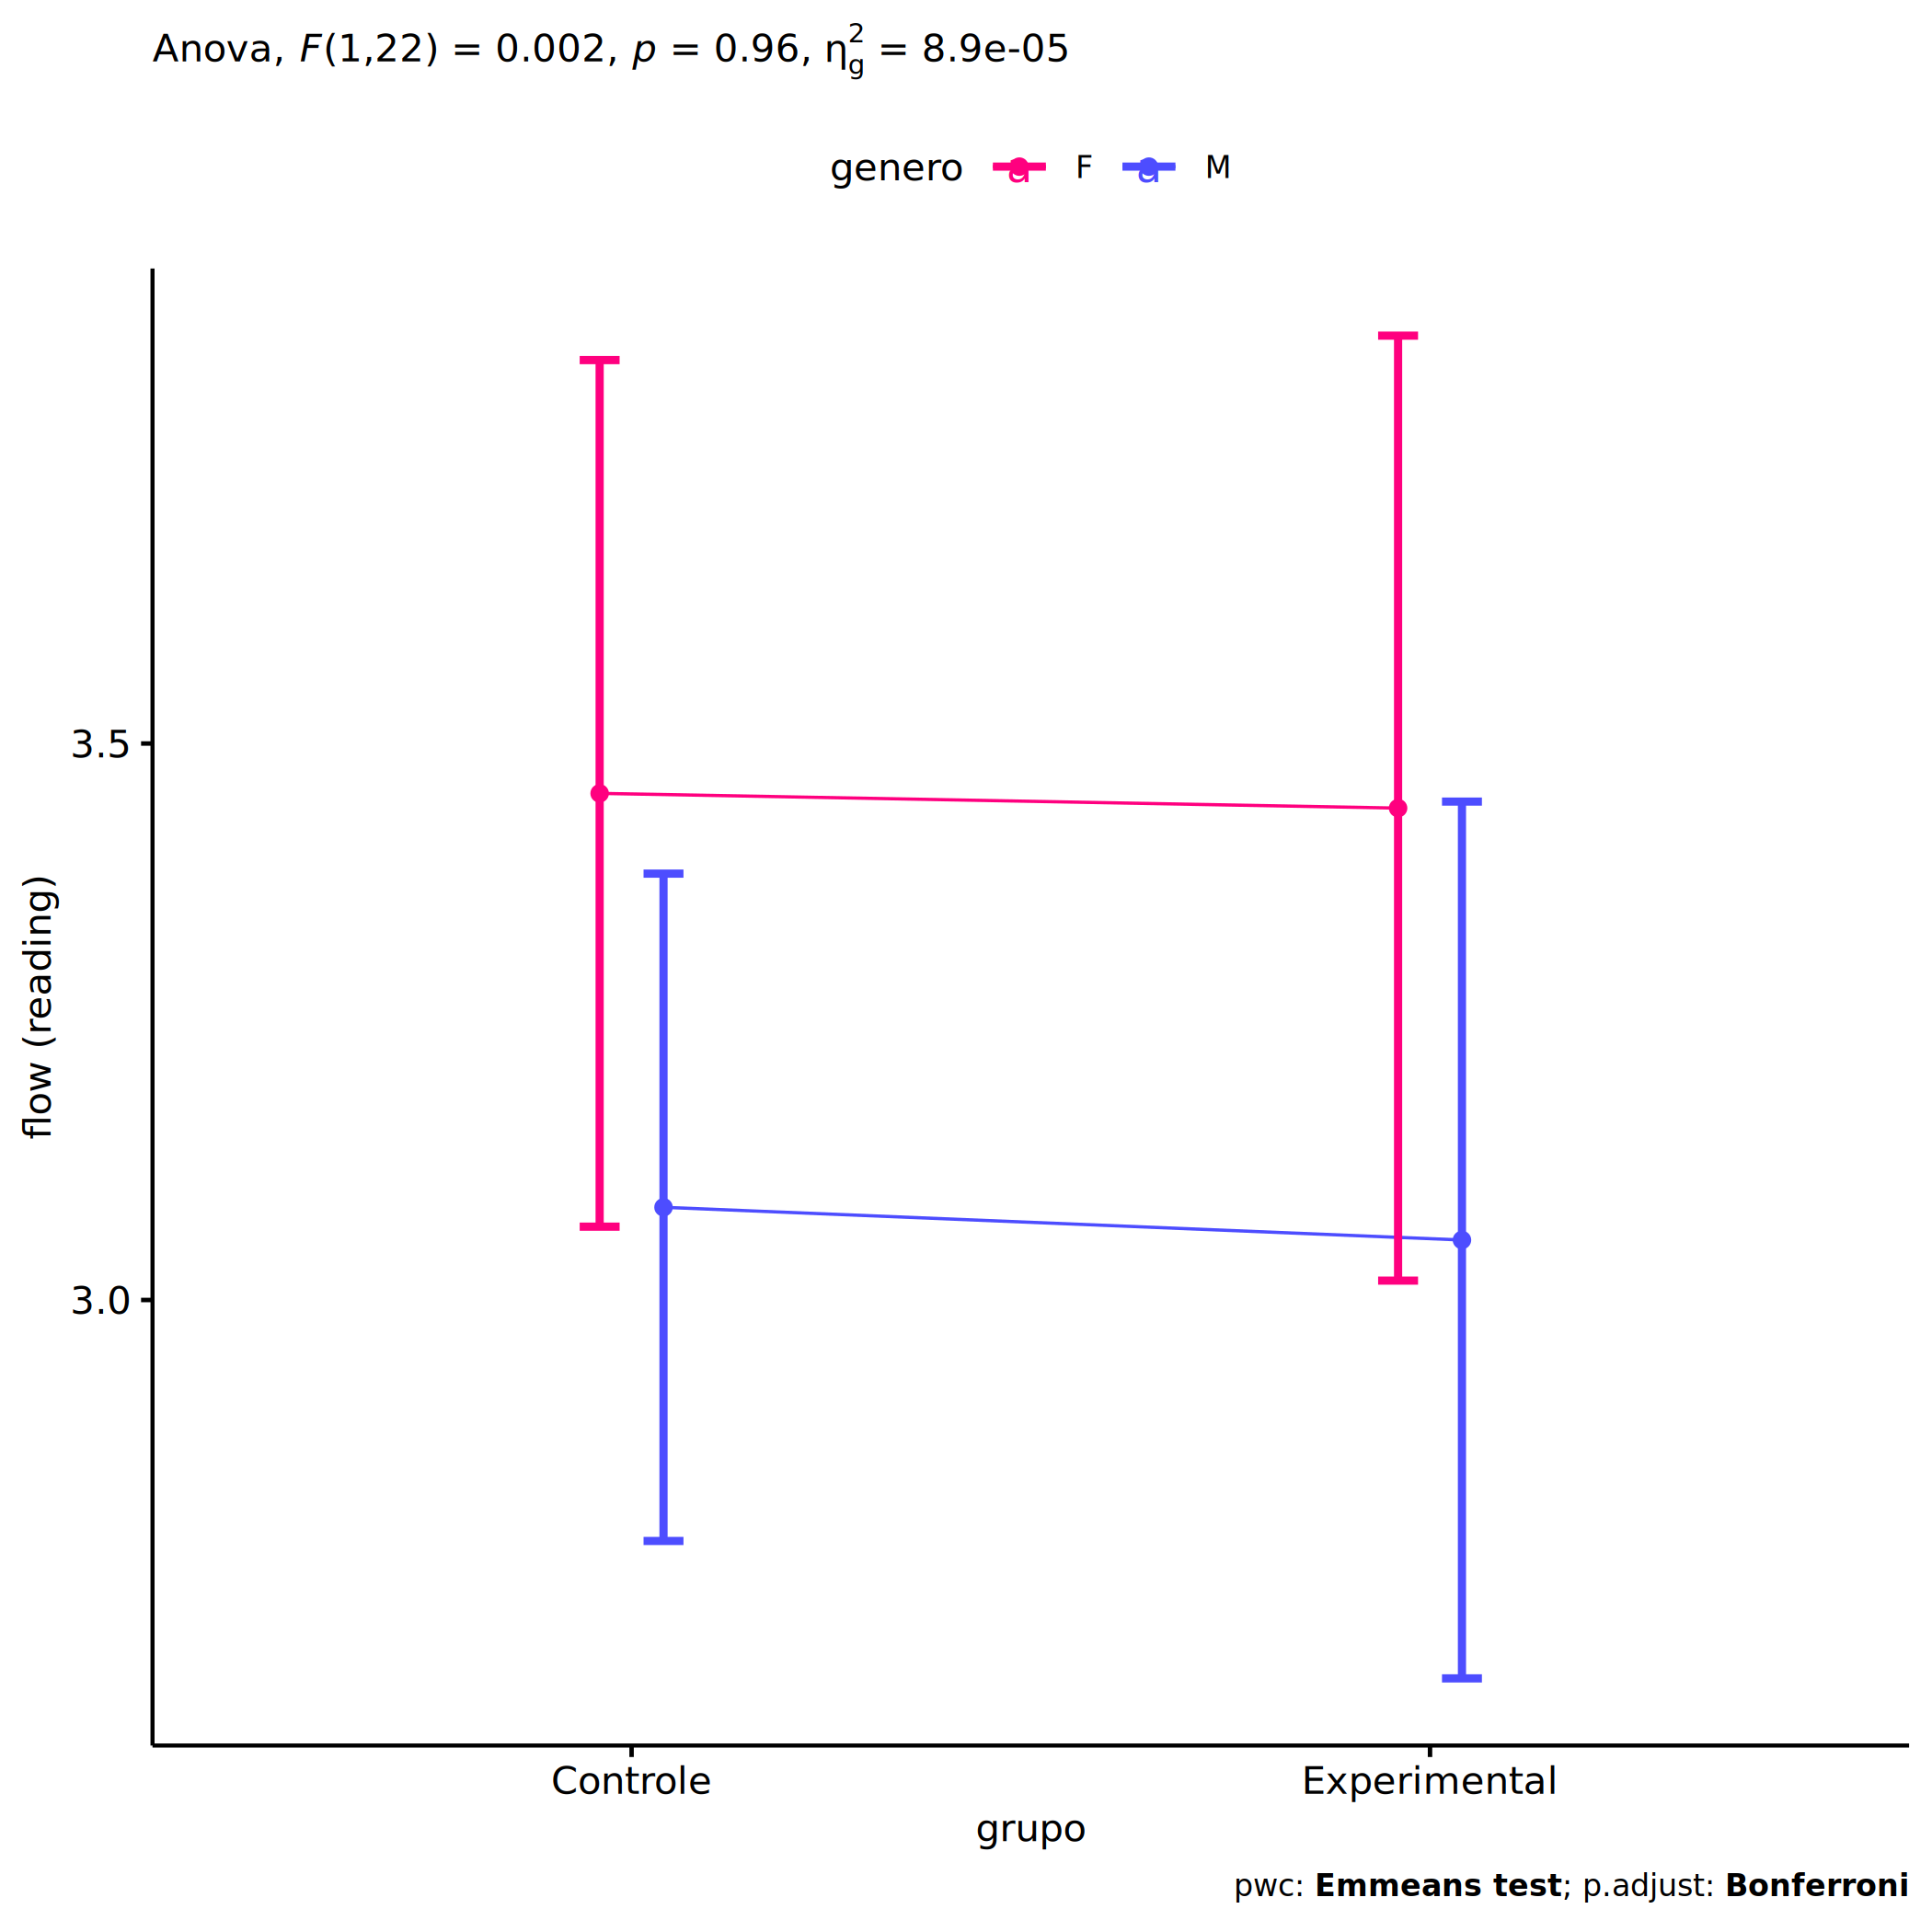 Anova, F(1,22) = 0.002, p = 0.96, η²g = 8.9e-05
genero a F a M
3.5
3.0
flow (reading)
Controle Experimental
grupo
pwc: Emmeans test; p.adjust: Bonferroni